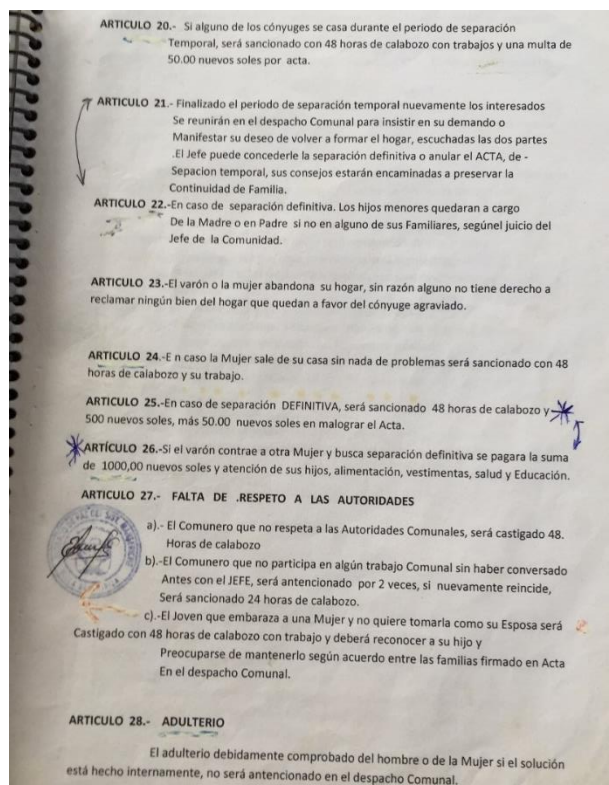 ARTICULO 20.- Si alguno de los cónyuges se casa durante el periodo de separación
Temporal, será sancionado con 48 horas de calabozo con trabajos y una multa de
50.00 nuevos soles por acta.
ARTICULO 21.- Finalizado el periodo de separación temporal nuevamente los interesados
Se reunirán en el despacho Comunal para insistir en su demando o
Manifestar su deseo de volver a formar el hogar, escuchadas las dos partes
.El Jefe puede concederle la separación definitiva o anular el ACTA, de -
Sepacion temporal, sus consejos estarán encaminadas a preservar la
Continuidad de Familia.
ARTICULO 22.-En caso de separación definitiva. Los hijos menores quedaran a cargo
De la Madre o en Padre si no en alguno de sus Familiares, segúnel juicio del
Jefe de la Comunidad.
ARTICULO 23.-El varón o la mujer abandona su hogar, sin razón alguno no tiene derecho a
reclamar ningún bien del hogar que quedan a favor del cónyuge agraviado.
ARTICULO 24.-E n caso la Mujer sale de su casa sin nada de problemas será sancionado con 48
horas de calabozo y su trabajo.
ARTICULO 25.-En caso de separación DEFINITIVA, será sancionado 48 horas de calabozo y
500 nuevos soles, más 50.00 nuevos soles en malograr el Acta.
ARTÍCULO 26.-Si el varón contrae a otra Mujer y busca separación definitiva se pagara la suma
de 1000,00 nuevos soles y atención de sus hijos, alimentación, vestimentas, salud y Educación.
ARTICULO 27.- FALTA DE .RESPETO A LAS AUTORIDADES
a).- El Comunero que no respeta a las Autoridades Comunales, será castigado 48.
Horas de calabozo
b).-El Comunero que no participa en algún trabajo Comunal sin haber conversado
Antes con el JEFE, será antencionado por 2 veces, si nuevamente reincide,
Será sancionado 24 horas de calabozo.
c).-El Joven que embaraza a una Mujer y no quiere tomarla como su Esposa será
Castigado con 48 horas de calabozo con trabajo y deberá reconocer a su hijo y
Preocuparse de mantenerlo según acuerdo entre las familias firmado en Acta
En el despacho Comunal.
ARTICULO 28.- ADULTERIO
El adulterio debidamente comprobado del hombre o de la Mujer si el solución
está hecho internamente, no será antencionado en el despacho Comunal.